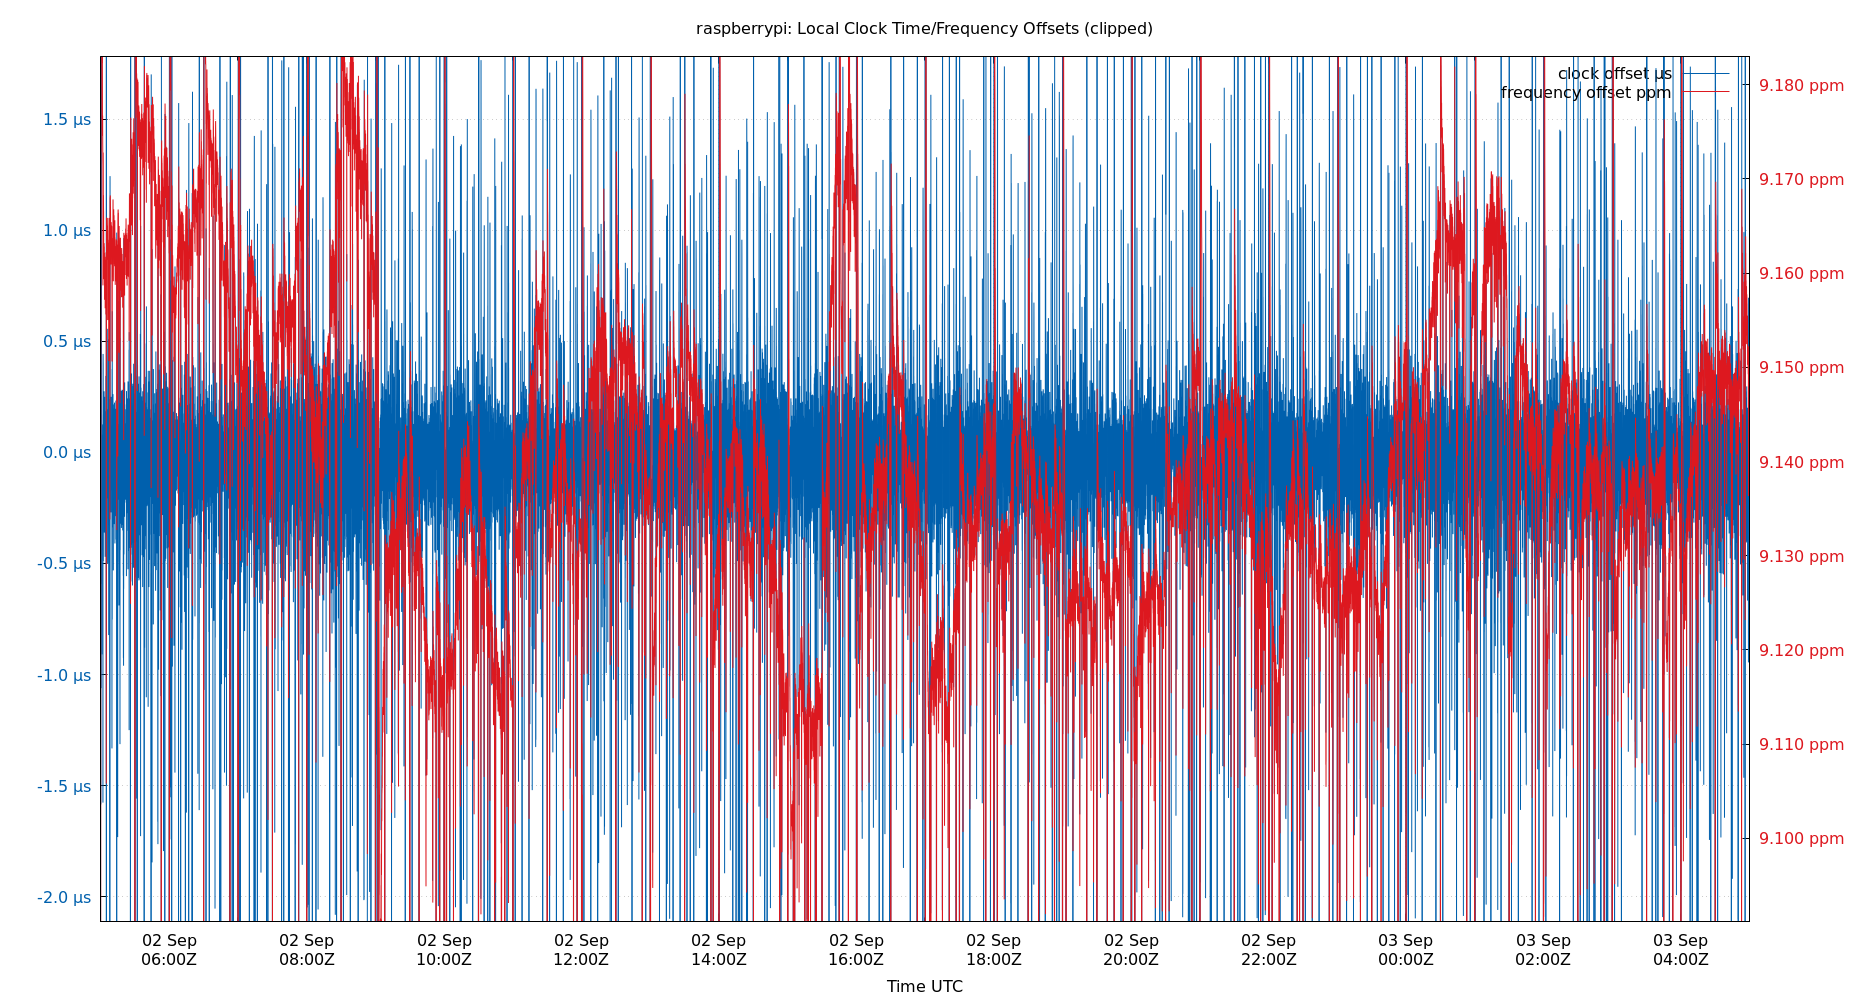 raspberrypi: Local Clock Time/Frequency Offsets (clipped)
clock offset µs
frequency offset ppm
1.5 µs
1.0 µs
0.5 µs
0.0 µs
-0.5 µs
-1.0 µs
-1.5 µs
-2.0 µs
9.180 ppm
9.170 ppm
9.160 ppm
9.150 ppm
9.140 ppm
9.130 ppm
9.120 ppm
9.110 ppm
9.100 ppm
02 Sep 02 Sep 02 Sep 02 Sep 02 Sep 02 Sep 02 Sep 02 Sep 02 Sep 03 Sep 03 Sep 03 Sep
06:00Z 08:00Z 10:00Z 12:00Z 14:00Z 16:00Z 18:00Z 20:00Z 22:00Z 00:00Z 02:00Z 04:00Z
Time UTC